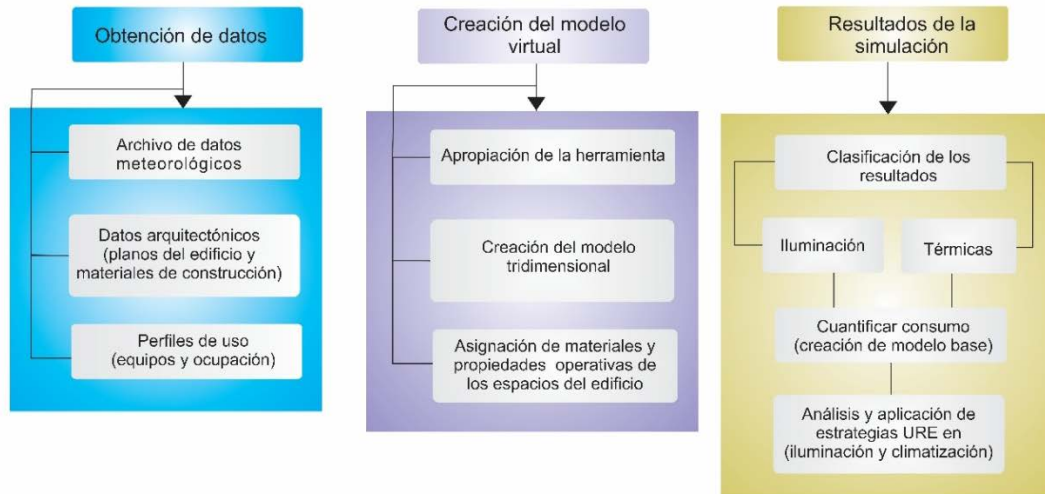 Obtención de datos
Archivo de datos
meteorológicos
Datos arquitectónicos
(planos del edificio y
materiales de construcción)
Perfiles de uso
(equipos y ocupación)
Creación del modelo
virtual
Apropiación de la herramienta
Creación del modelo
tridimensional
Asignación de materiales y
propiedades operativas de
los espacios del edificio
Resultados de la
simulación
Clasificación de los
resultados
Iluminación
Térmicas
Cuantificar consumo
(creación de modelo base)
Análisis y aplicación de
estrategias URE en
(iluminación y climatización)